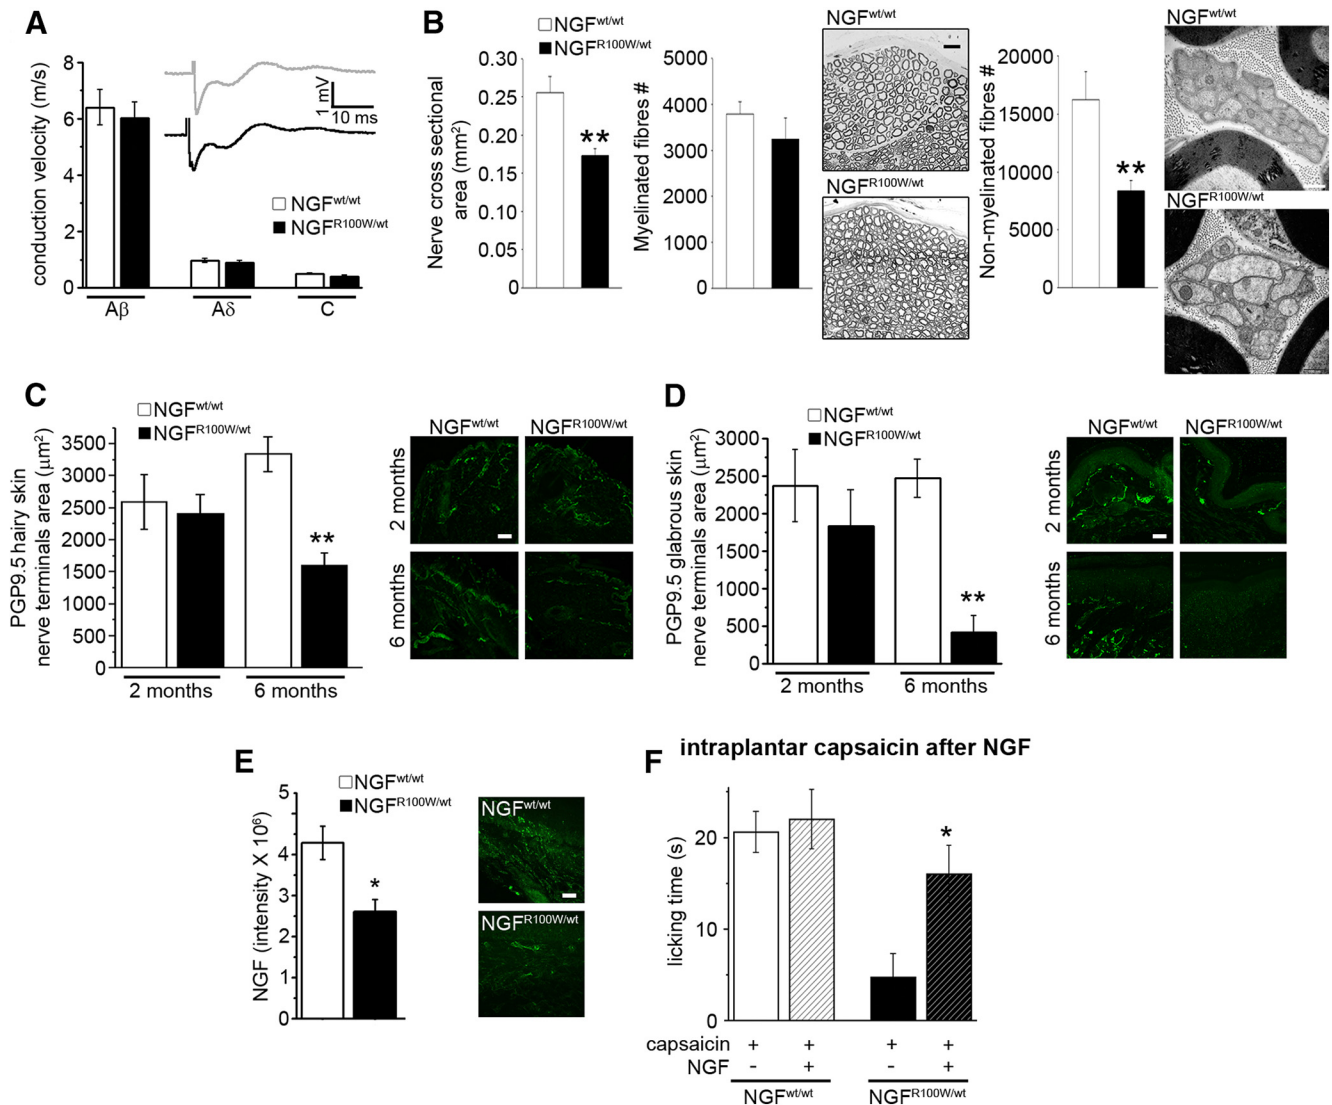 A
NGFwt/wt
NGFR100W/wt
conduction velocity (m/s)
8
6
4
2
0
1 mV
10 ms
NGFwt/wt
NGFR100W/wt
Aβ
Aδ
C
B
Nerve cross sectional
area (mm2)
0.30
0.25
0.20
0.15
0.10
0.05
0
**
Myelinated fibres #
5000
4000
3000
2000
1000
0
NGFwt/wt
NGFR100W/wt
Non-myelinated fibres #
20000
15000
10000
5000
0
**
NGFwt/wt
NGFR100W/wt
C
NGFwt/wt
NGFR100W/wt
PGP9.5 hairy skin
nerve terminals area (μm2)
3500
3000
2500
2000
1500
1000
500
0
**
2 months
6 months
NGFwt/wt
NGFR100W/wt
2 months
6 months
D
NGFwt/wt
NGFR100W/wt
PGP9.5 glabrous skin
nerve terminals area (μm2)
3000
2500
2000
1500
1000
500
0
**
2 months
6 months
NGFwt/wt
NGFR100W/wt
2 months
6 months
E
NGFwt/wt
NGFR100W/wt
NGF (intensity X 106)
5
4
3
2
1
0
*
NGFwt/wt
NGFR100W/wt
F
intraplantar capsaicin after NGF
licking time (s)
20
10
0
*
capsaicin + + + +
NGF - + - +
NGFwt/wt
NGFR100W/wt